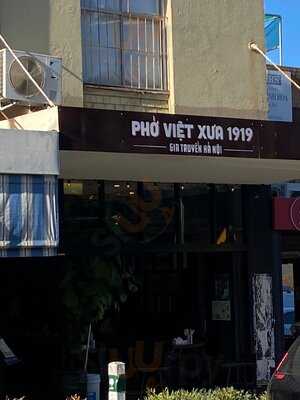 PHỞ VIỆT XƯA 1919
GIA TRUYỀN HÀ NỘI